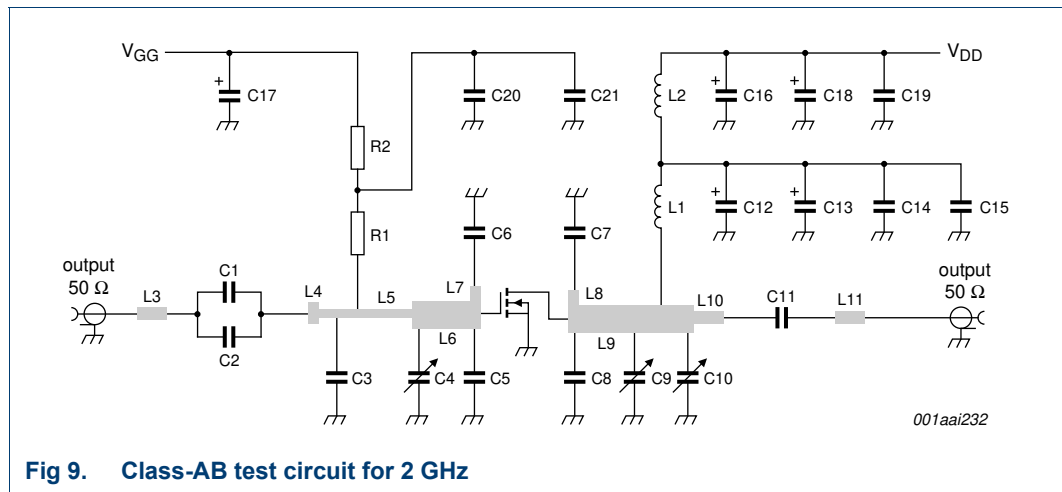 VGG
VDD
C17
C20
C21
L2
C16
C18
C19
R2
C12
C13
C14
C15
L1
R1
C6
C7
output
50 Ω
L3
C1
C2
L4
L5
L7
L6
L8
L9
L10
C11
L11
output
50 Ω
C3
C4
C5
C8
C9
C10
001aai232
Fig 9. Class-AB test circuit for 2 GHz